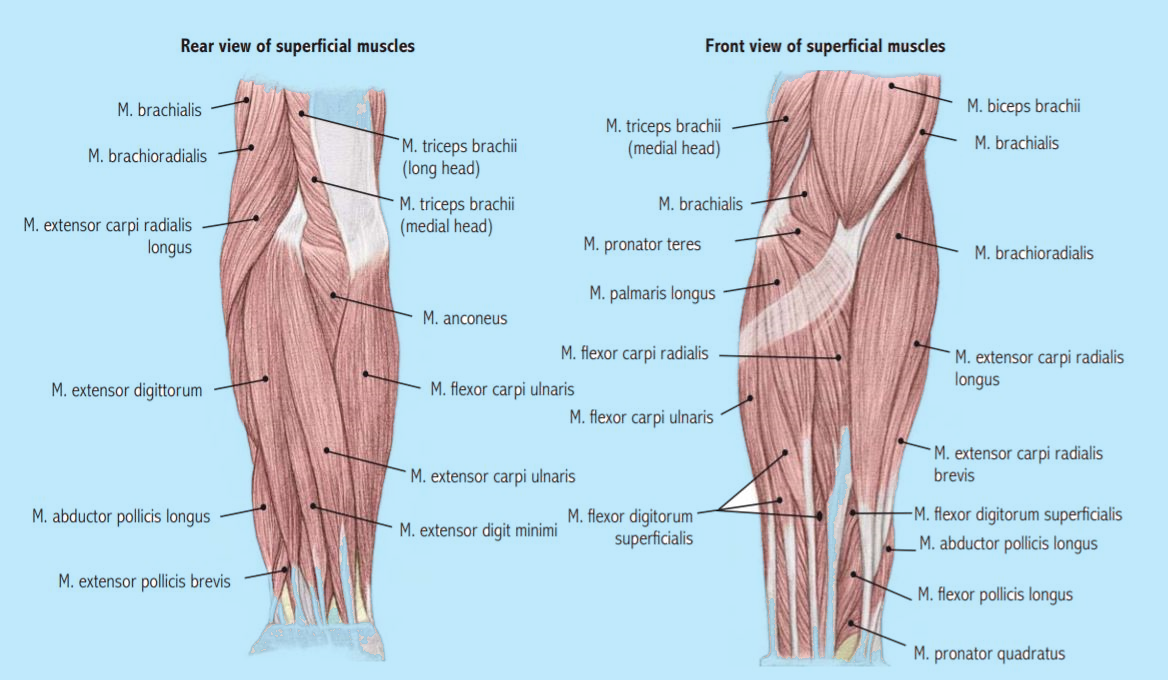 Rear view of superficial muscles
M. brachialis
M. brachioradialis
M. extensor carpi radialis
longus
M. extensor digittorum
M. abductor pollicis longus
M. extensor pollicis brevis
M. triceps brachii
(long head)
M. triceps brachii
(medial head)
M. anconeus
M. flexor carpi ulnaris
M. extensor carpi ulnaris
M. extensor digit minimi
Front view of superficial muscles
M. triceps brachii
(medial head)
M. brachialis
M. pronator teres
M. palmaris longus
M. flexor carpi radialis
M. flexor carpi ulnaris
M. flexor digitorum
superficialis
M. biceps brachii
M. brachialis
M. brachioradialis
M. extensor carpi radialis
longus
M. extensor carpi radialis
brevis
M. flexor digitorum superficialis
M. abductor pollicis longus
M. flexor pollicis longus
M. pronator quadratus